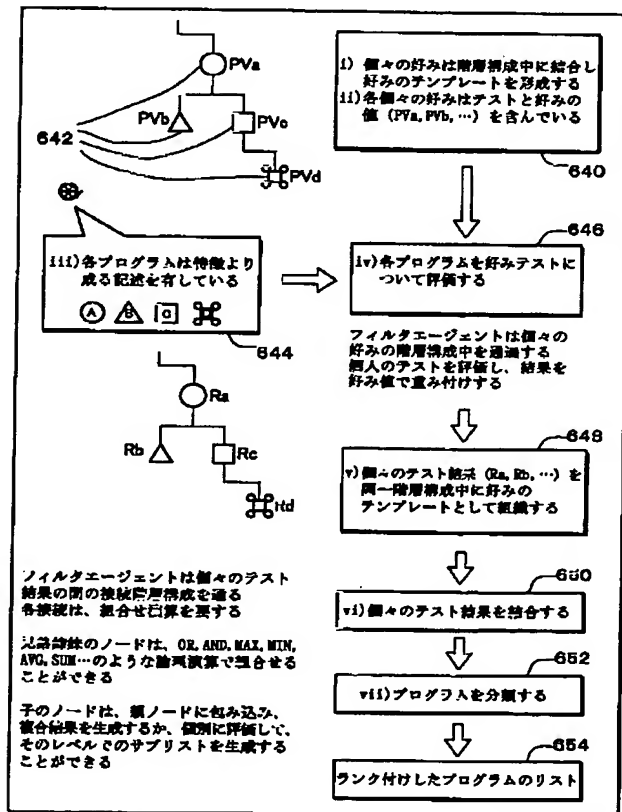 PVa
PVb
PVc
PVd
642
i) 個々の好みは階層構成中に結合し
好みのテンプレートを形成する
ii) 各個々の好みはテストと好みの
値 (PVa, PVb, …) を含んでいる
640
iii) 各プログラムは特徴より
成る記述を有している
A B C
644
646
iv) 各プログラムを好みテストに
ついて評価する
フィルタエージェントは個々の
好みの階層構成中を通過する
個人のテストを評価し、結果を
好み値で重み付けする
Ra
Rb
Rc
Rd
648
v) 個々のテスト結果 (Ra, Rb, …) を
同一階層構成中に好みの
テンプレートとして組織する
650
vi) 個々のテスト結果を結合する
652
vii) プログラムを分類する
654
ランク付けしたプログラムのリスト
フィルタエージェントは個々のテスト
結果の間の接続階層構成を通る
各接続は、組合せ演算を要する
兄弟姉妹のノードは、OR, AND, MAX, MIN,
AVG, SUM…のような論理演算で組合せる
ことができる
子のノードは、親ノードに包み込み、
複合結果を生成するか、個別に評価して、
そのレベルでのサブリストを生成する
ことができる